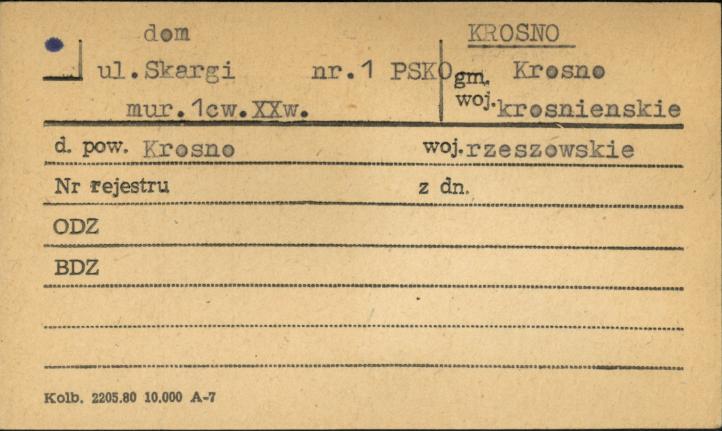 dom KROSNO
ul.Skargi nr.1 PSKO gm. Krosno
mur.1cw.XXw. woj.krosnienskie
d. pow. Krosno woj.rzeszowskie
Nr rejestru z dn.
ODZ
BDZ
Kolb. 2205.80 10.000 A-7